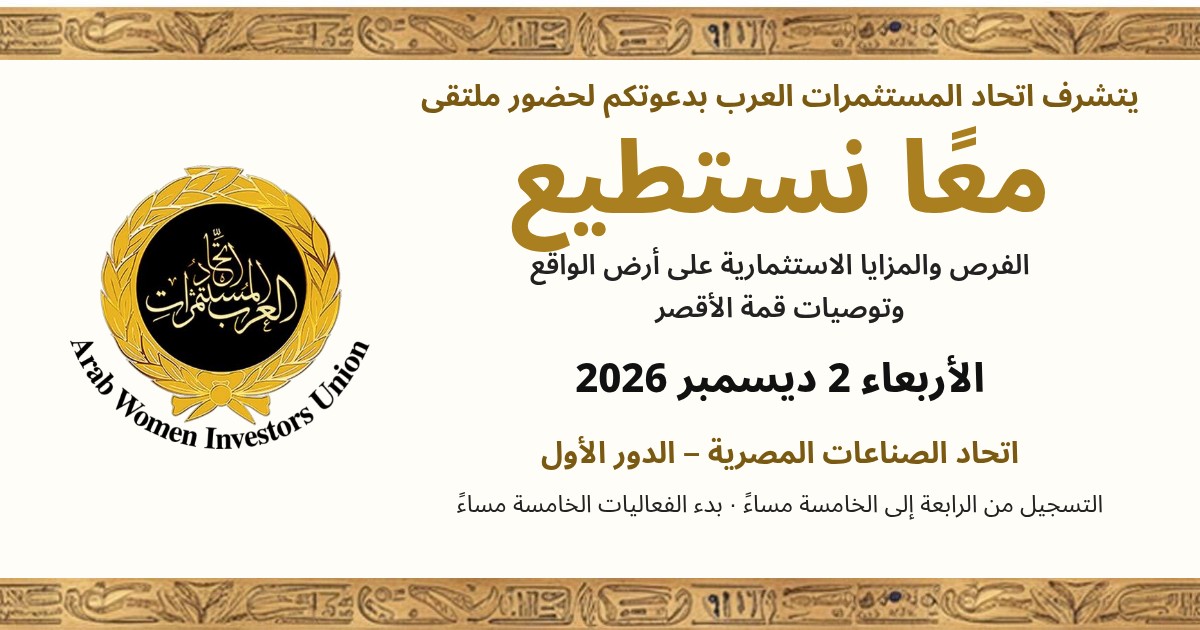 يتشرف اتحاد المستثمرات العرب بدعوتكم لحضور ملتقى
معًا نستطيع
الفرص والمزايا الاستثمارية على أرض الواقع
وتوصيات قمة الأقصر
الأربعاء 2 ديسمبر 2026
اتحاد الصناعات المصرية – الدور الأول
التسجيل من الرابعة إلى الخامسة مساءً · بدء الفعاليات الخامسة مساءً
اتحاد المستثمرات العرب
Arab Women Investors Union